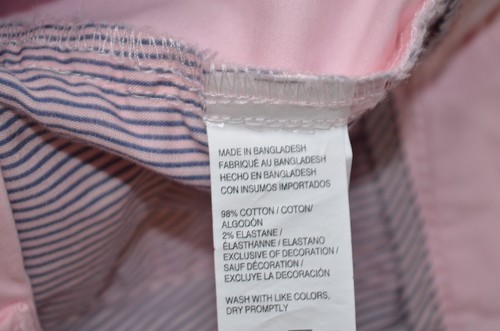 MADE IN BANGLADESH
FABRIQUÉ AU BANGLADESH
HECHO EN BANGLADESH
CON INSUMOS IMPORTADOS
98% COTTON / COTON/
ALGODÓN
2% ELASTANE /
ÉLASTHANNE / ELASTANO
EXCLUSIVE OF DECORATION /
SAUF DÉCORATION /
EXCLUYE LA DECORACIÓN
WASH WITH LIKE COLORS,
DRY PROMPTLY